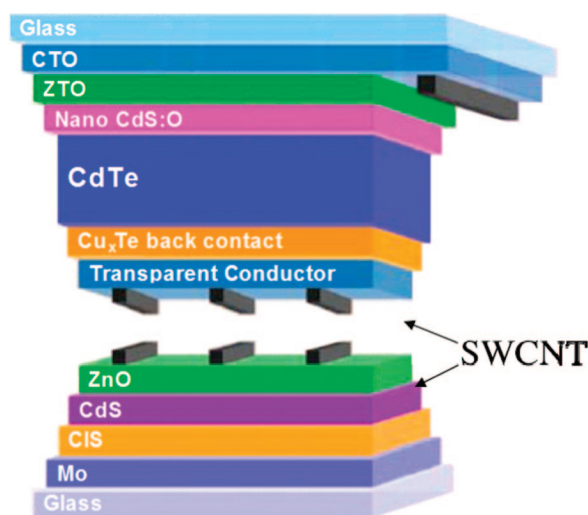 Glass
CTO
ZTO
Nano CdS:O
CdTe
CuₓTe back contact
Transparent Conductor
SWCNT
ZnO
CdS
CIS
Mo
Glass